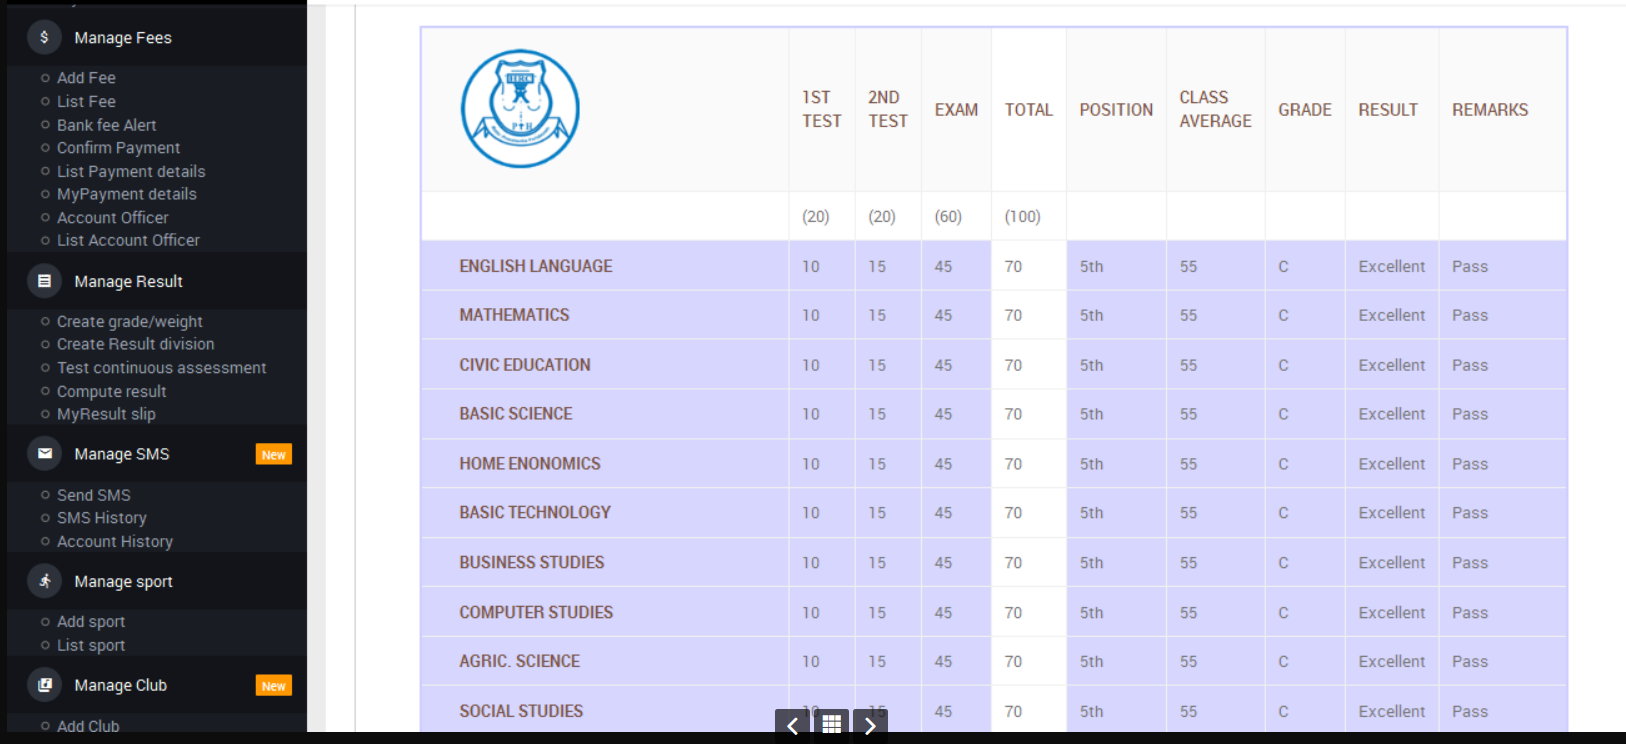 Manage Fees
Add Fee
List Fee
Bank fee Alert
Confirm Payment
List Payment details
MyPayment details
Account Officer
List Account Officer
Manage Result
Create grade/weight
Create Result division
Test continuous assessment
Compute result
MyResult slip
Manage SMS New
Send SMS
SMS History
Account History
Manage sport
Add sport
List sport
Manage Club New
Add Club
1ST TEST 2ND TEST EXAM TOTAL POSITION CLASS AVERAGE GRADE RESULT REMARKS
(20) (20) (60) (100)
ENGLISH LANGUAGE 10 15 45 70 5th 55 C Excellent Pass
MATHEMATICS 10 15 45 70 5th 55 C Excellent Pass
CIVIC EDUCATION 10 15 45 70 5th 55 C Excellent Pass
BASIC SCIENCE 10 15 45 70 5th 55 C Excellent Pass
HOME ENONOMICS 10 15 45 70 5th 55 C Excellent Pass
BASIC TECHNOLOGY 10 15 45 70 5th 55 C Excellent Pass
BUSINESS STUDIES 10 15 45 70 5th 55 C Excellent Pass
COMPUTER STUDIES 10 15 45 70 5th 55 C Excellent Pass
AGRIC. SCIENCE 10 15 45 70 5th 55 C Excellent Pass
SOCIAL STUDIES 10 15 45 70 5th 55 C Excellent Pass